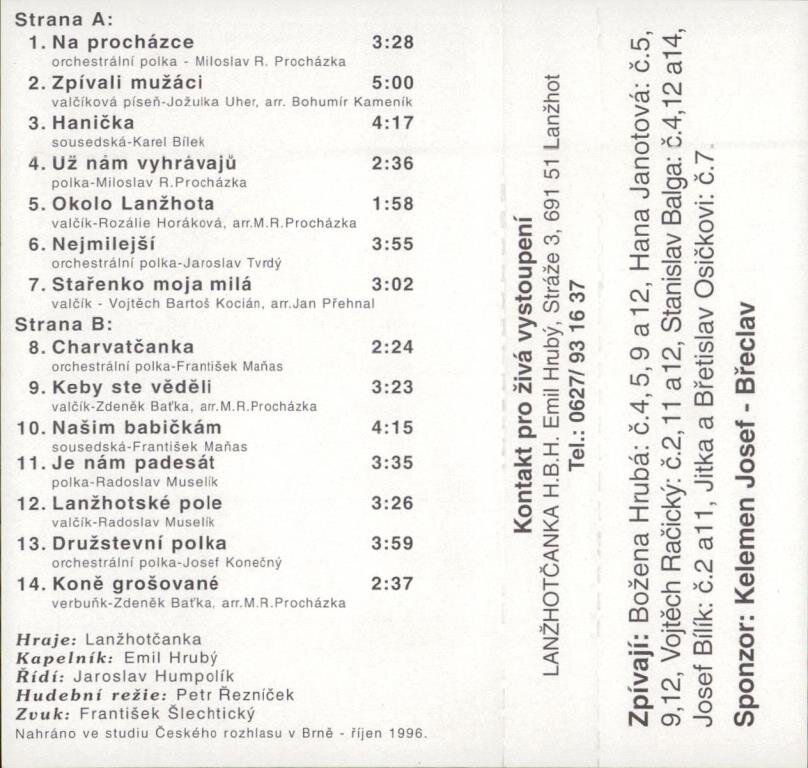 Strana A:
1. Na procházce 3:28
orchestrální polka - Miloslav R. Procházka
2. Zpívali mužáci 5:00
valčíková píseň-Jožulka Uher, arr. Bohumír Kameník
3. Hanička 4:17
sousedská-Karel Bílek
4. Už nám vyhrávajů 2:36
polka-Miloslav R.Procházka
5. Okolo Lanžhota 1:58
valčík-Rozálie Horáková, arr.M.R.Procházka
6. Nejmilejší 3:55
orchestrální polka-Jaroslav Tvrdý
7. Stařenko moja milá 3:02
valčík - Vojtěch Bartoš Kocián, arr.Jan Přehnal
Strana B:
8. Charvatčanka 2:24
orchestrální polka-František Maňas
9. Keby ste věděli 3:23
valčík-Zdeněk Baťka, arr.M.R.Procházka
10. Našim babičkám 4:15
sousedská-František Maňas
11. Je nám padesát 3:35
polka-Radoslav Muselík
12. Lanžhotské pole 3:26
valčík-Radoslav Muselík
13. Družstevní polka 3:59
orchestrální polka-Josef Konečný
14. Koně grošované 2:37
verbuňk-Zdeněk Baťka, arr.M.R.Procházka
Hraje: Lanžhotčanka
Kapelník: Emil Hrubý
Řídí: Jaroslav Humpolík
Hudební režie: Petr Řezníček
Zvuk: František Šlechtický
Nahráno ve studiu Českého rozhlasu v Brně - říjen 1996.
Kontakt pro živá vystoupení
LANŽHOTČANKA H.B.H. Emil Hrubý, Stráže 3, 691 51 Lanžhot
Tel.: 0627/ 93 16 37
Zpívají: Božena Hrubá: č.4, 5, 9 a 12, Hana Janotová: č.5,
9,12, Vojtěch Račický: č.2, 11 a12, Stanislav Balga: č.4,12 a14,
Josef Bílík: č.2 a11, Jitka a Břetislav Osičkovi: č.7.
Sponzor: Kelemen Josef - Břeclav